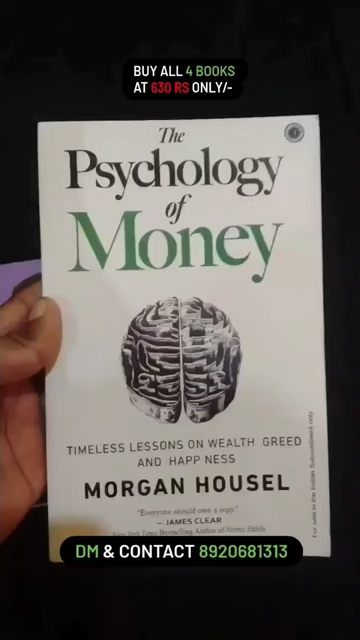 BUY ALL 4 BOOKS
AT 630 RS ONLY/-
The
Psychology
of
Money
TIMELESS LESSONS ON WEALTH GREED
AND HAPP NESS
MORGAN HOUSEL
"Everyone should own a copy."
— JAMES CLEAR
New York Times Bestselling Author of Atomic Habits
For sale in the Indian Subcontinent only
DM & CONTACT 8920681313